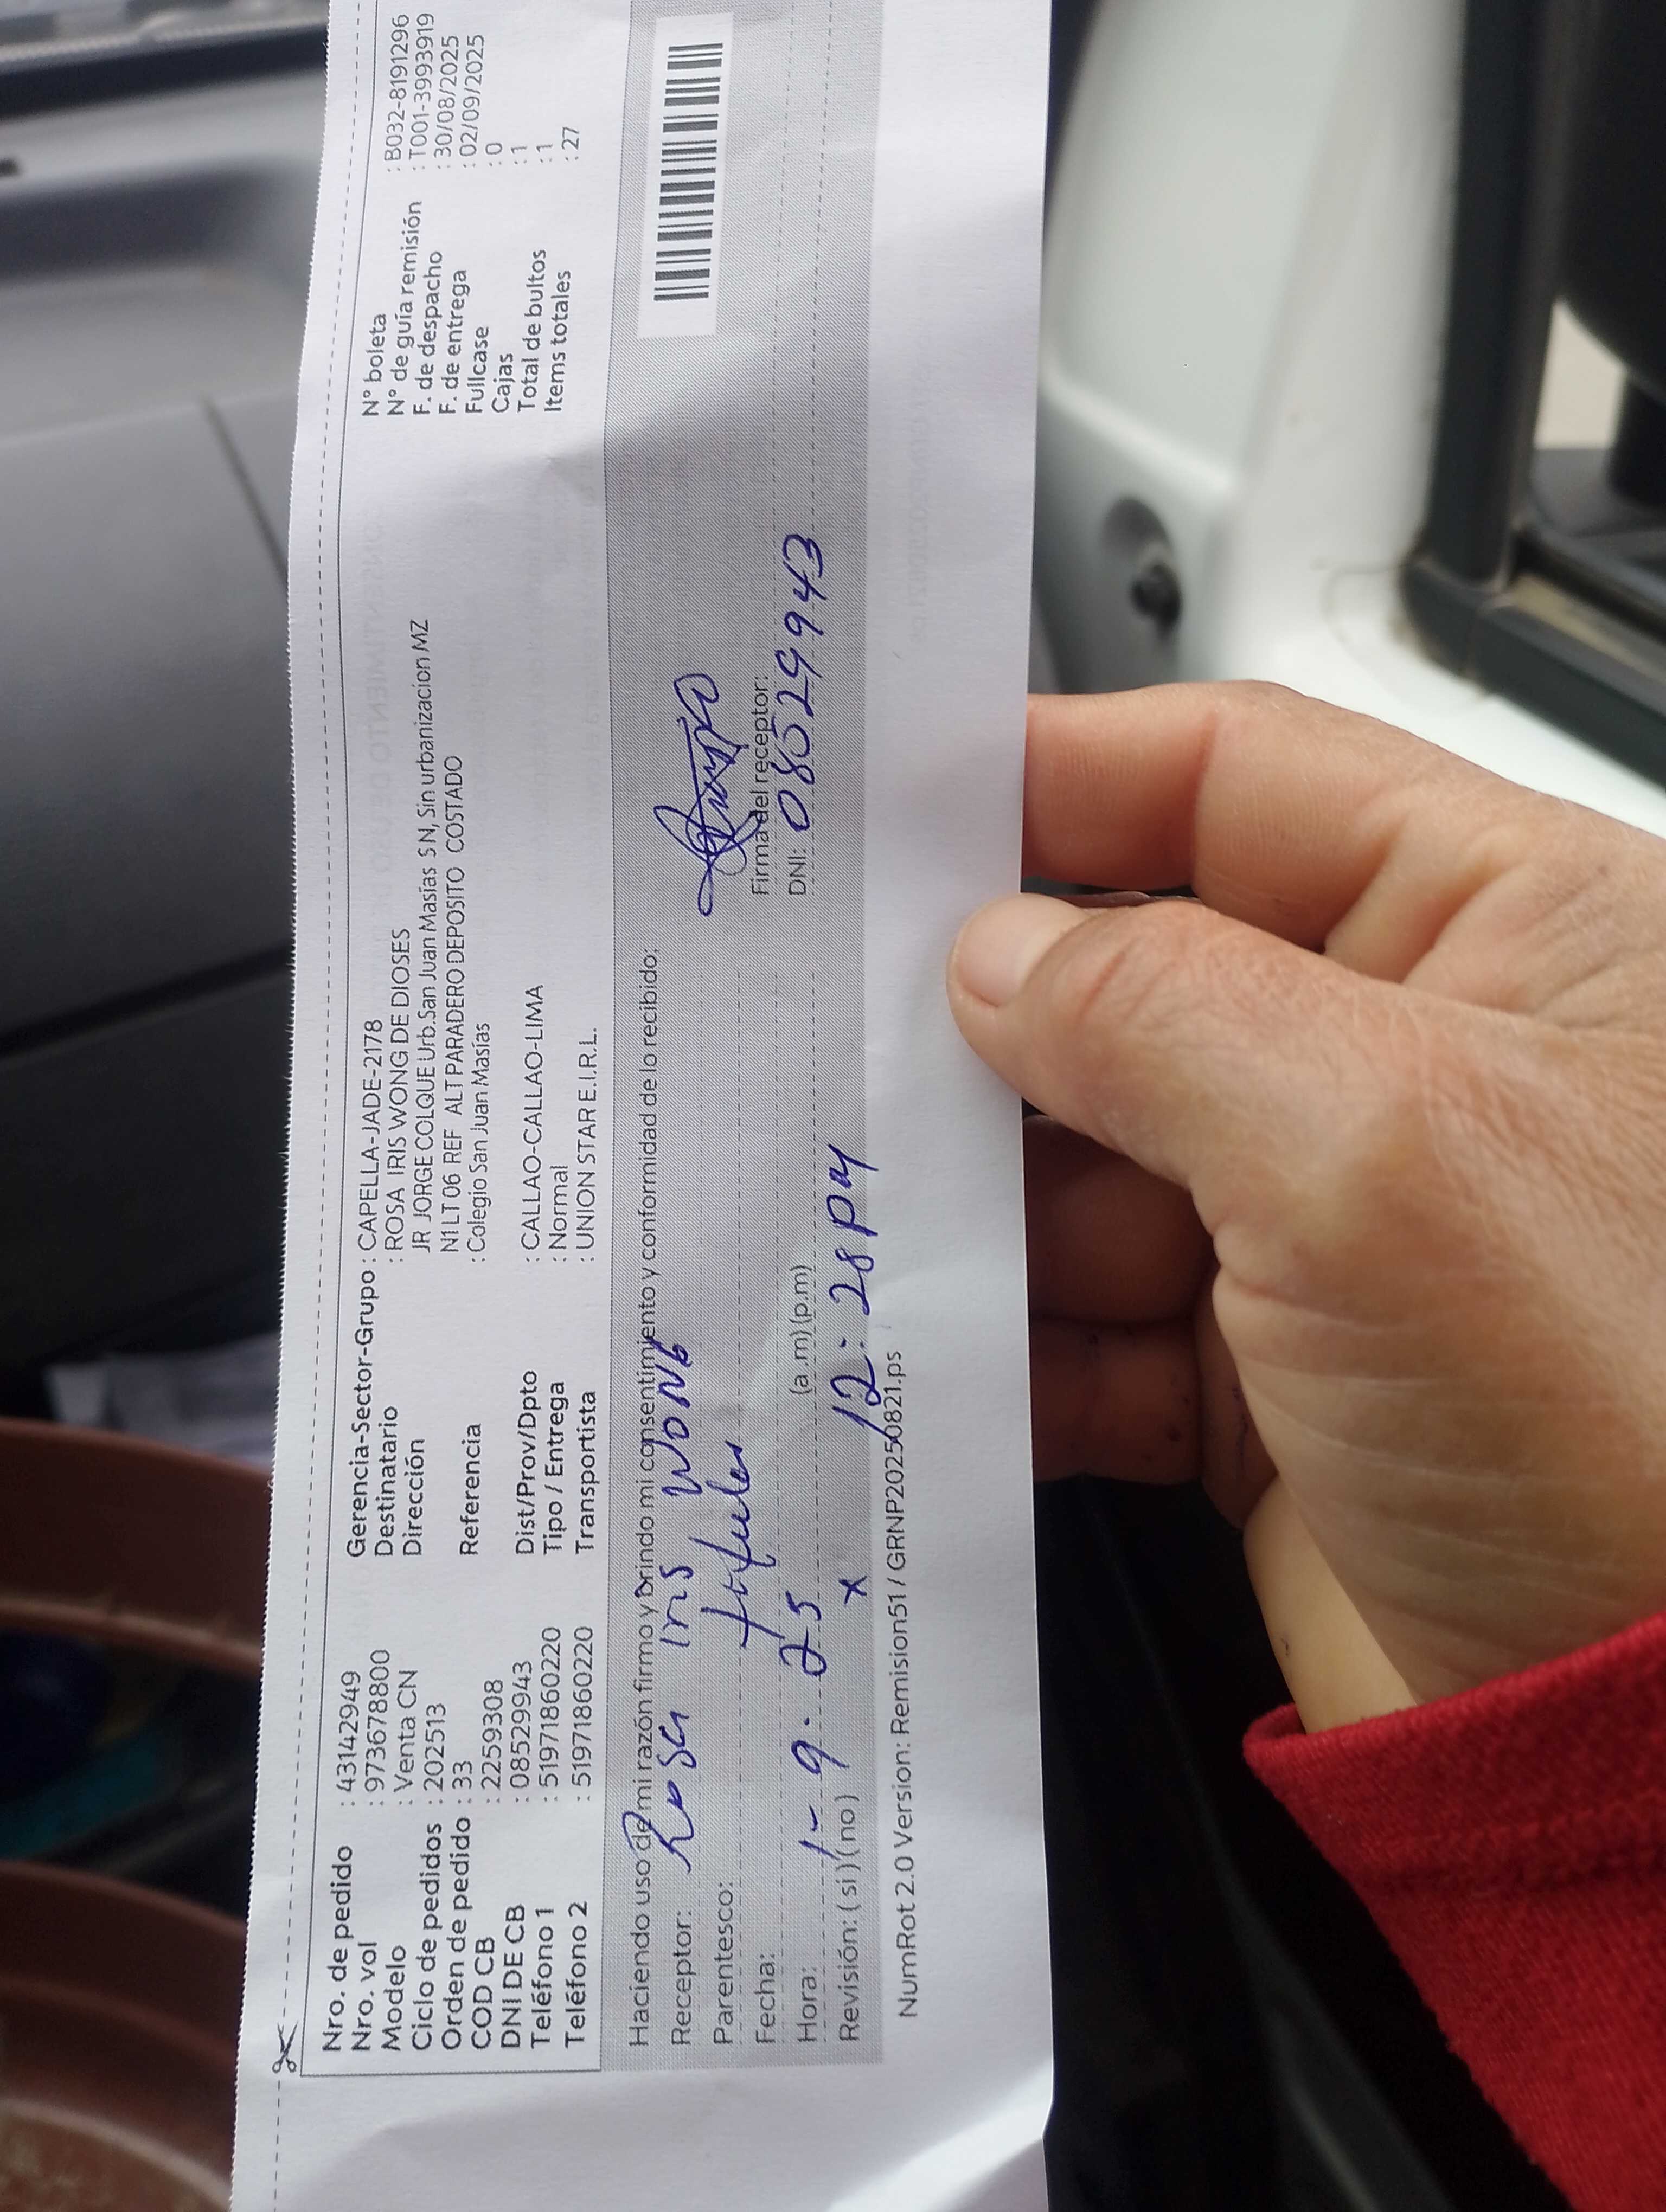 Nro. de pedido : 43142949
Nro. vol : 97367878800
Modelo : Venta CN
Ciclo de pedidos : 202513
Orden de pedido : 33
COD CB : 2259308
DNI DE CB : 08529943
Teléfono 1 : 51971860220
Teléfono 2 : 51971860220
Gerencia-Sector-Grupo : CAPELLA-JADE-2178
Destinatario : ROSA IRIS WONG DE DIOSES
Dirección JR JORGE COLQUE Urb.San Juan Masías S N, Sin urbanizacion MZ
N1 LT 06 REF ALT PARADERO DEPOSITO COSTADO
Referencia : Colegio San Juan Masías
Dist/Prov/Dpto : CALLAO-CALLAO-LIMA
Tipo / Entrega : Normal
Transportista : UNION STAR E.I.R.L.
N° boleta : B032-8191296
N° de guía remisión : T001-3993919
F. de despacho : 30/08/2025
F. de entrega : 02/09/2025
Fullcase : 0
Cajas : 1
Total de bultos : 1
Items totales : 27
Haciendo uso de mi razón firmo y brindo mi consentimiento y conformidad de lo recibido:
Receptor: Rosa Iris WONG
Parentesco: titular
Fecha: 1- 9. 25
Hora: (a.m) (p.m)
Revisión: ( si ) ( no ) x 12: 28 PM
Firma del receptor:
DNI: 08529943
NumRot 2.0 Version: Remision51 / GRNP20250821.ps